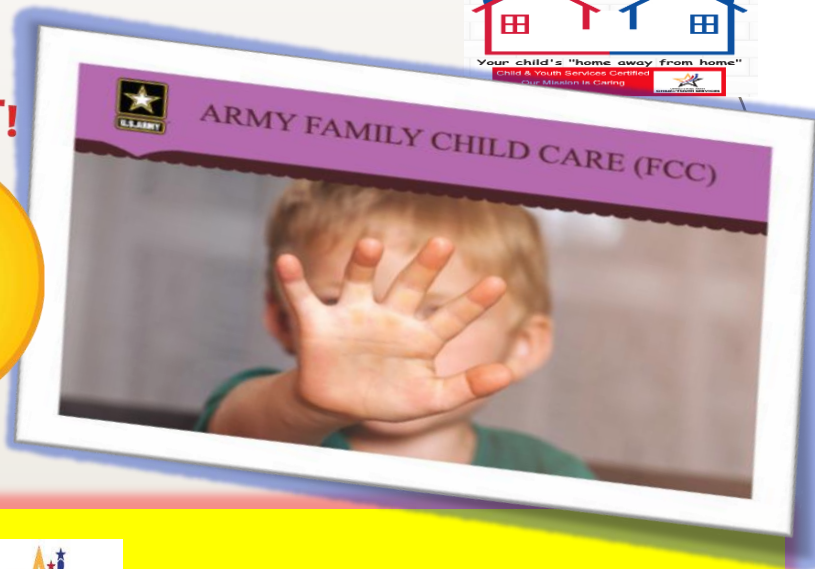 Your child's "home away from home"
Child & Youth Services Certified
Our Mission is Caring
!
U.S.ARMY
ARMY FAMILY CHILD CARE (FCC)